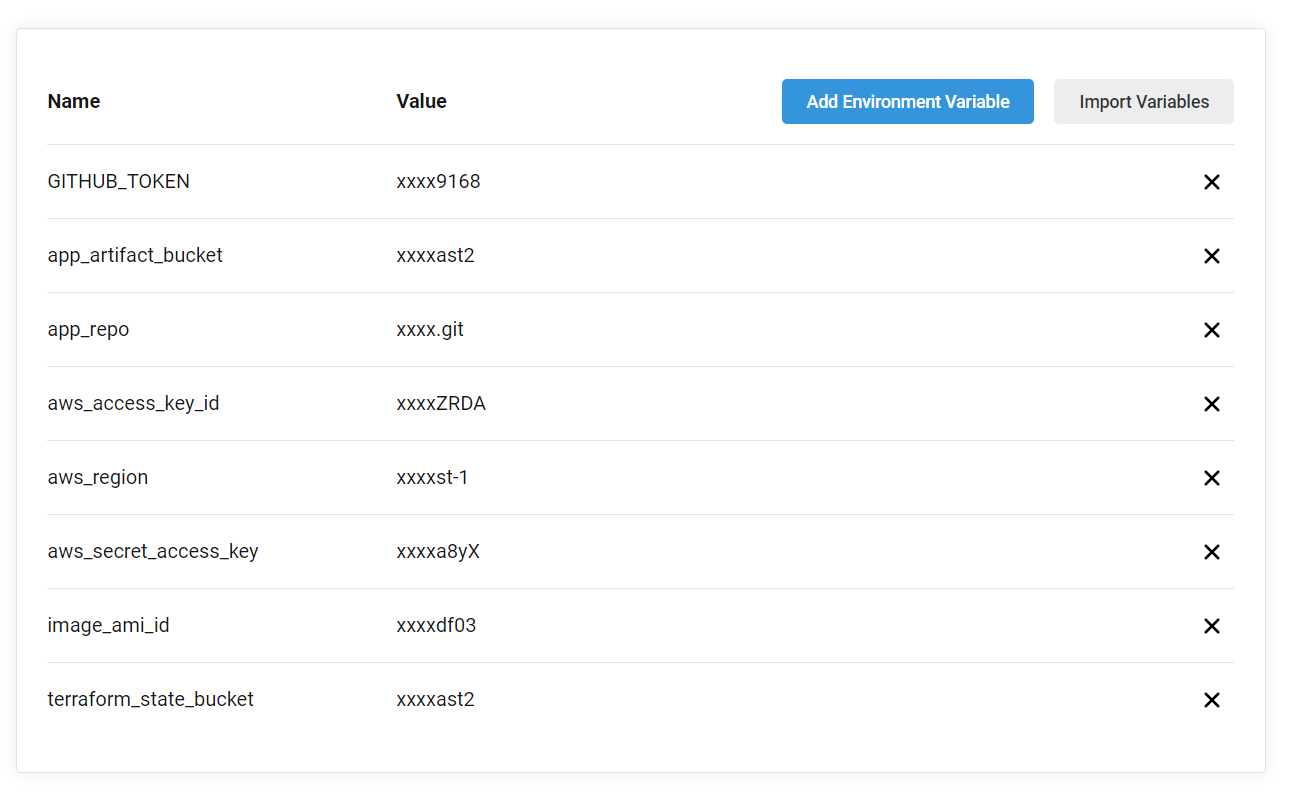 Name Value Add Environment Variable Import Variables
GITHUB_TOKEN xxxx9168
app_artifact_bucket xxxxast2
app_repo xxxx.git
aws_access_key_id xxxxZRDA
aws_region xxxxst-1
aws_secret_access_key xxxxa8yX
image_ami_id xxxxdf03
terraform_state_bucket xxxxast2